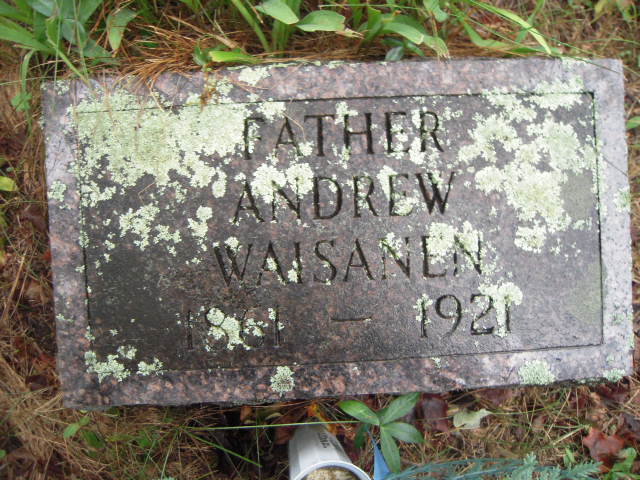 FATHER
ANDREW
WAISANEN
1861 — 1921